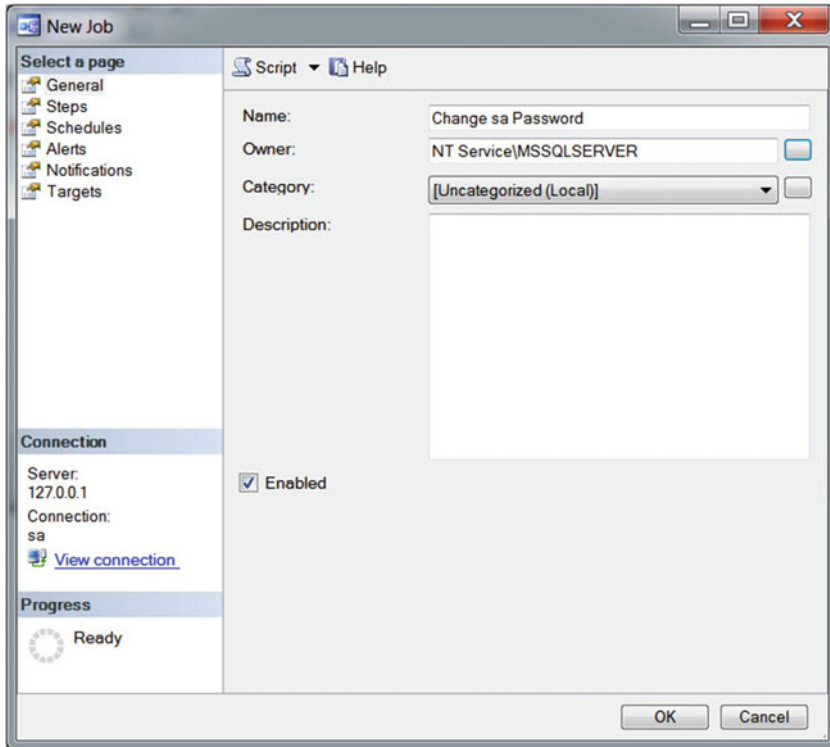 New Job
Select a page
General
Steps
Schedules
Alerts
Notifications
Targets
Connection
Server:
127.0.0.1
Connection:
sa
View connection
Progress
Ready
Script Help
Name: Change sa Password
Owner: NT Service\MSSQLSERVER
Category: [Uncategorized (Local)]
Description:
Enabled
OK Cancel